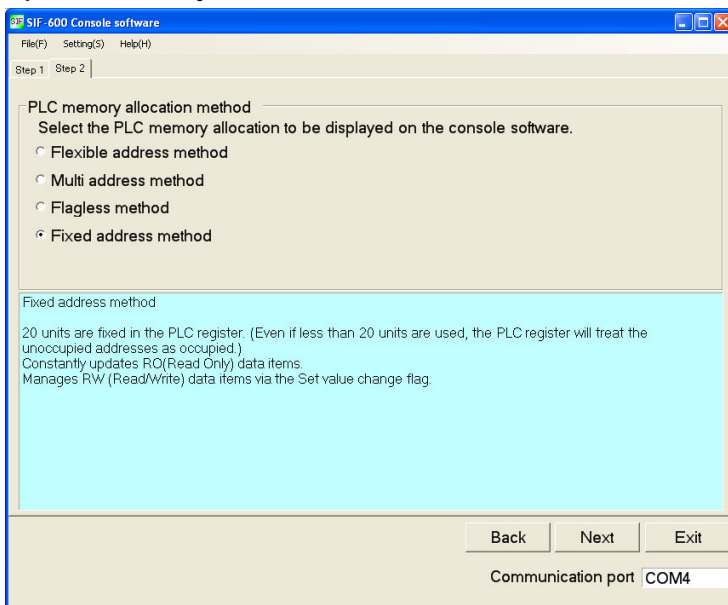 SIF-600 Console software
File(F) Setting(S) Help(H)
Step 1 Step 2
PLC memory allocation method
Select the PLC memory allocation to be displayed on the console software.
Flexible address method
Multi address method
Flagless method
Fixed address method
Fixed address method
20 units are fixed in the PLC register. (Even if less than 20 units are used, the PLC register will treat the
unoccupied addresses as occupied.)
Constantly updates RO(Read Only) data items.
Manages RW (Read/Write) data items via the Set value change flag.
Back Next Exit
Communication port COM4